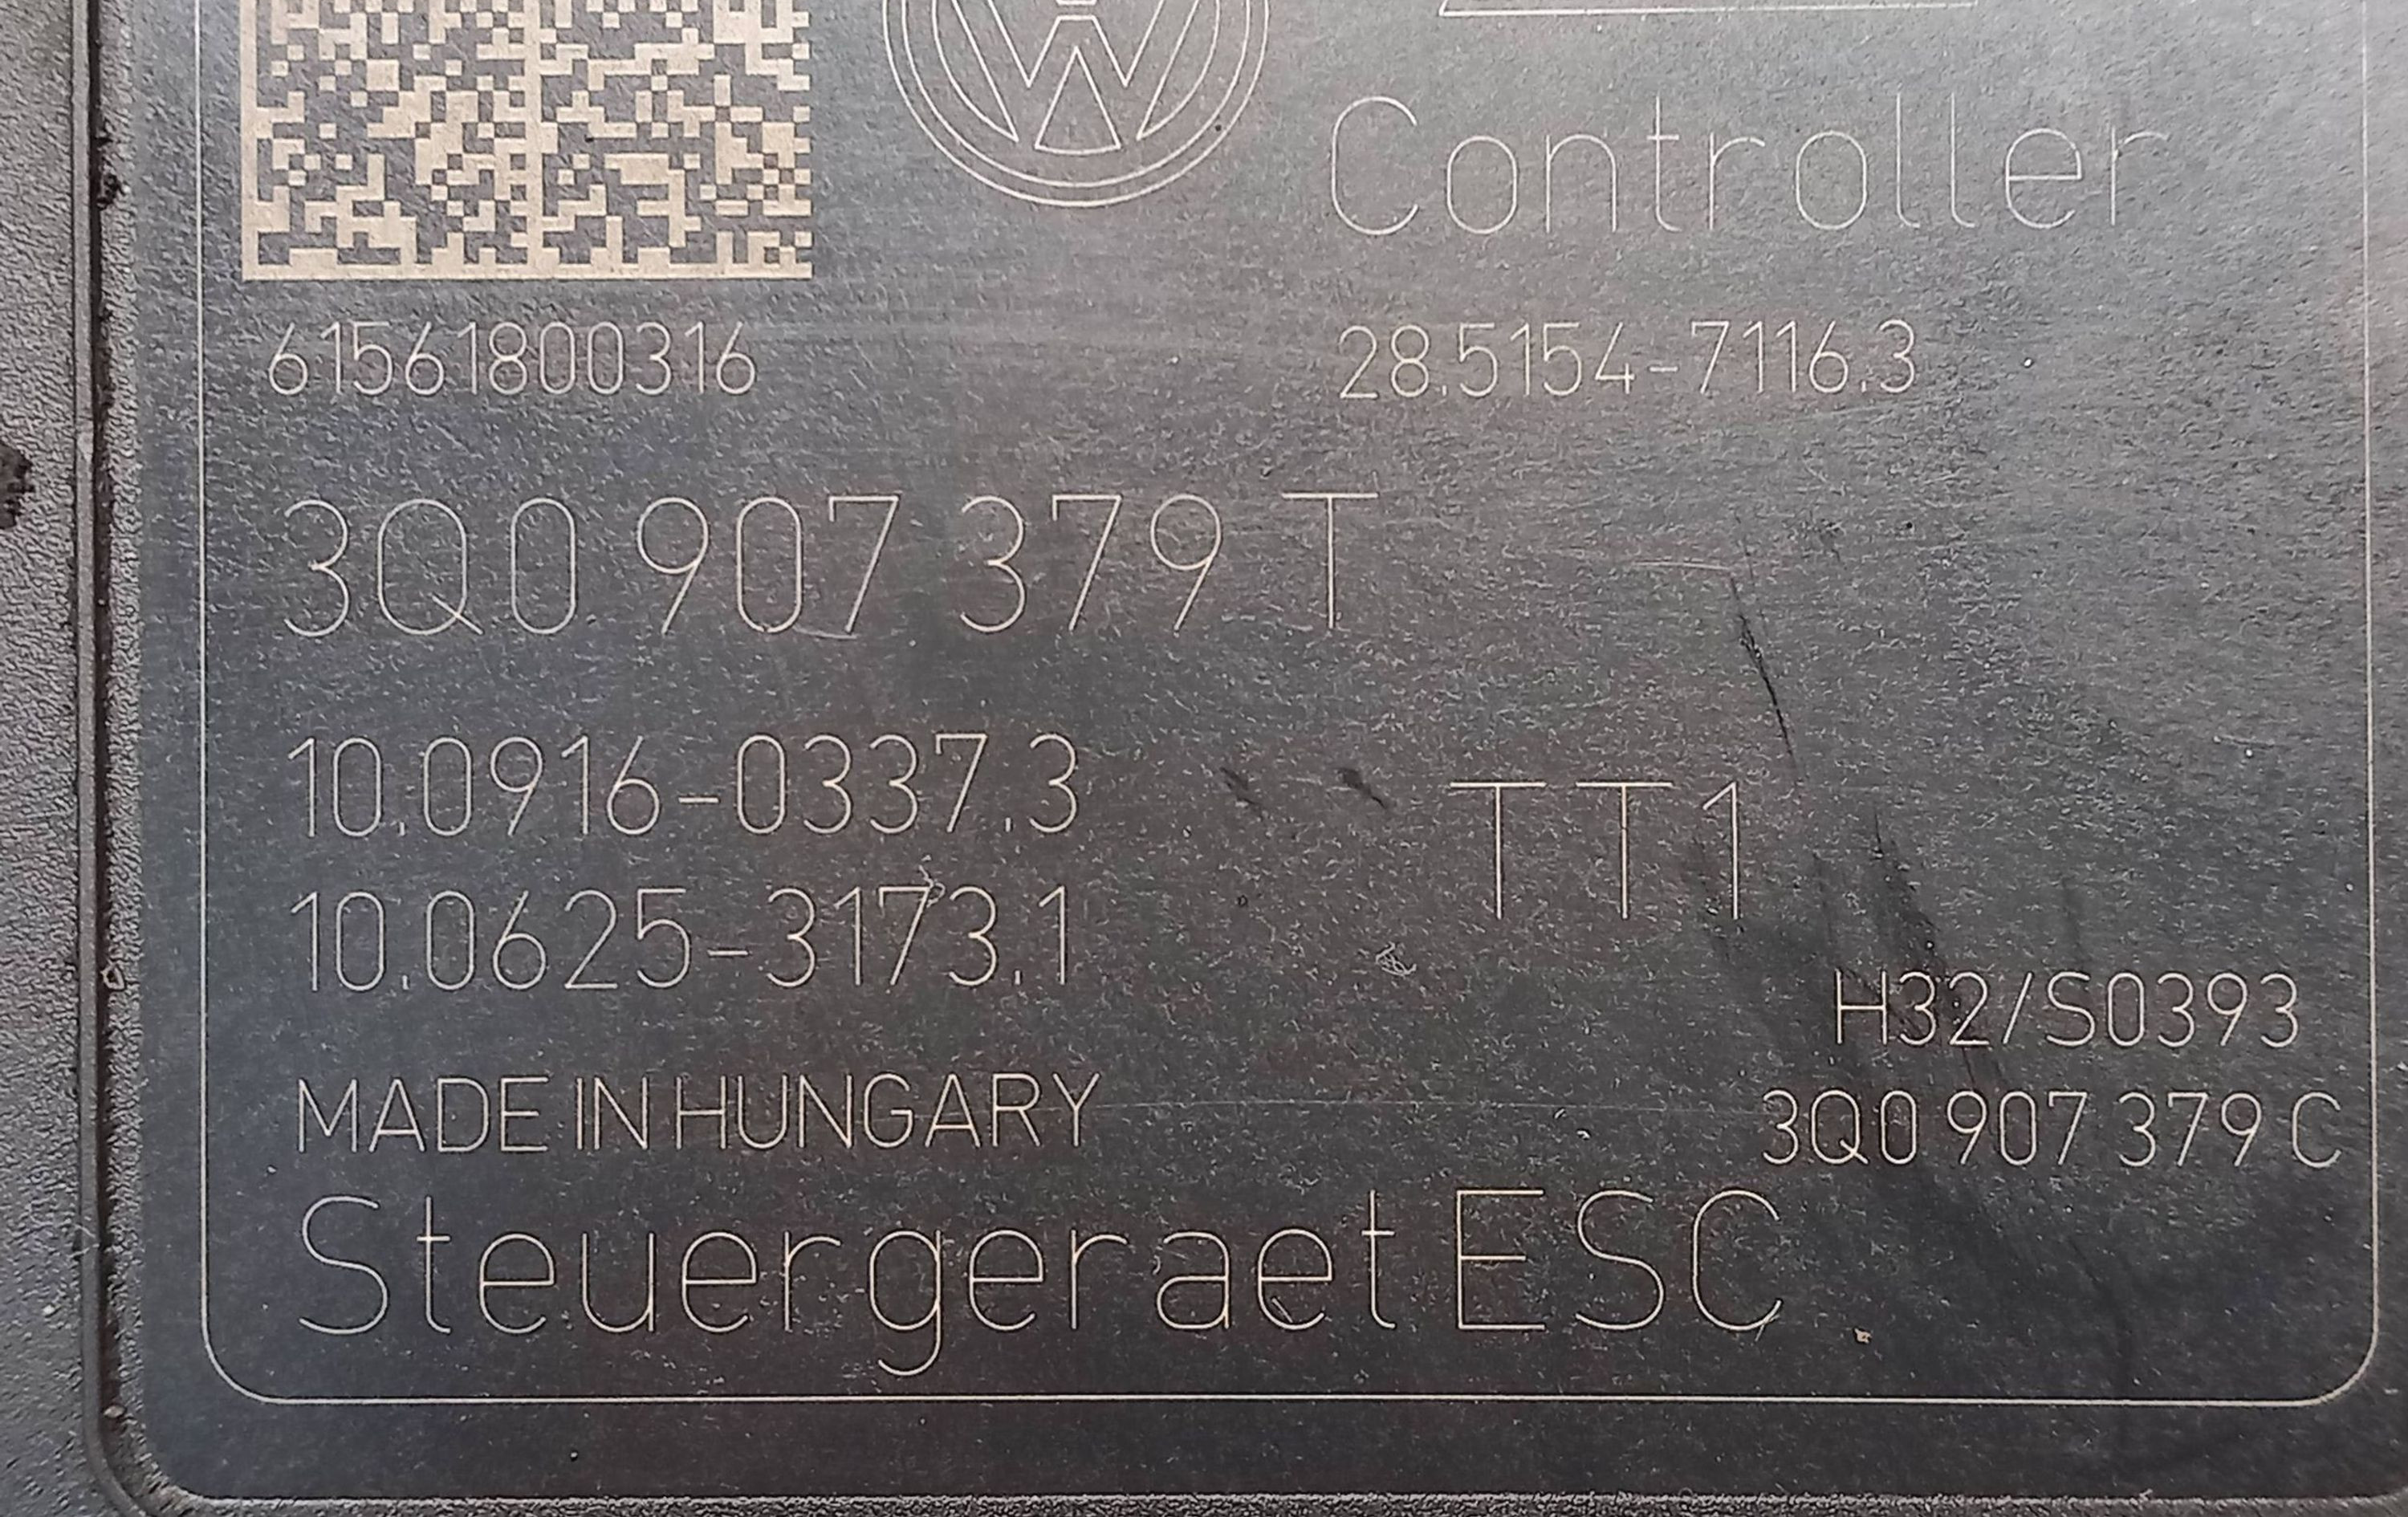 Controller
61561800316
28.5154-7116.3
3Q0 907 379 T
10.0916-0337.3
TT1
10.0625-3173.1
H32/S0393
MADE IN HUNGARY
3Q0 907 379 C
Steuergeraet ESC